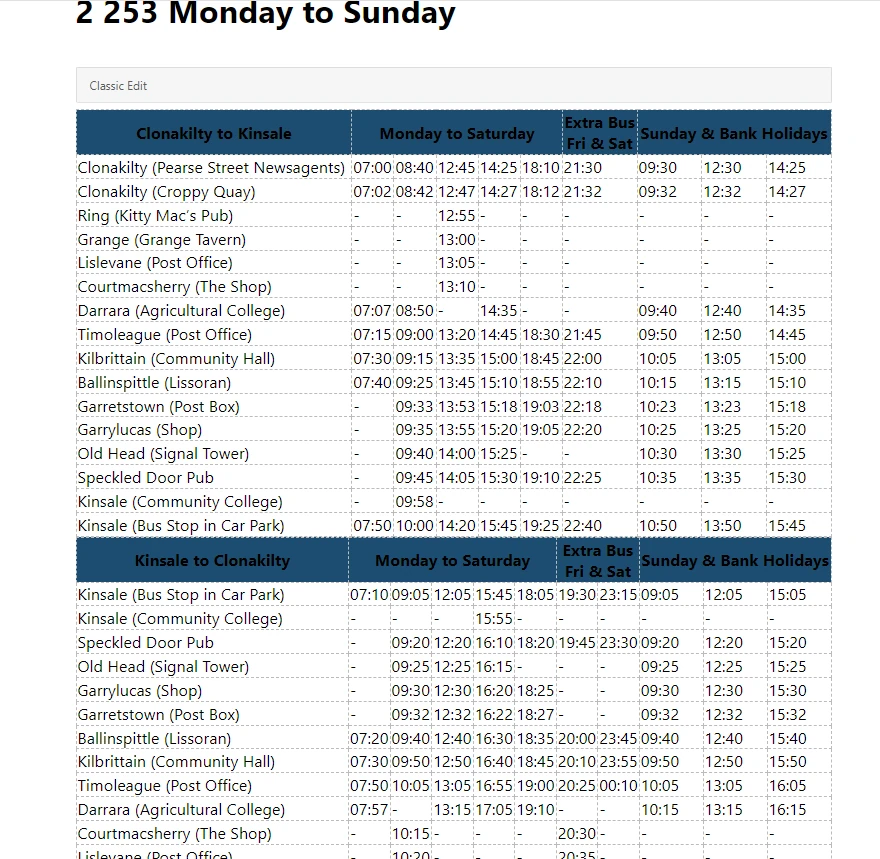 2 253 Monday to Sunday
Classic Edit
Clonakilty to Kinsale Monday to Saturday Extra Bus Fri & Sat Sunday & Bank Holidays
Clonakilty (Pearse Street Newsagents) 07:00 08:40 12:45 14:25 18:10 21:30 09:30 12:30 14:25
Clonakilty (Croppy Quay) 07:02 08:42 12:47 14:27 18:12 21:32 09:32 12:32 14:27
Ring (Kitty Mac's Pub) - - 12:55 - - - - - -
Grange (Grange Tavern) - - 13:00 - - - - - -
Lislevane (Post Office) - - 13:05 - - - - - -
Courtmacsherry (The Shop) - - 13:10 - - - - - -
Darrara (Agricultural College) 07:07 08:50 - 14:35 - - 09:40 12:40 14:35
Timoleague (Post Office) 07:15 09:00 13:20 14:45 18:30 21:45 09:50 12:50 14:45
Kilbrittain (Community Hall) 07:30 09:15 13:35 15:00 18:45 22:00 10:05 13:05 15:00
Ballinspittle (Lissoran) 07:40 09:25 13:45 15:10 18:55 22:10 10:15 13:15 15:10
Garretstown (Post Box) - 09:33 13:53 15:18 19:03 22:18 10:23 13:23 15:18
Garrylucas (Shop) - 09:35 13:55 15:20 19:05 22:20 10:25 13:25 15:20
Old Head (Signal Tower) - 09:40 14:00 15:25 - - 10:30 13:30 15:25
Speckled Door Pub - 09:45 14:05 15:30 19:10 22:25 10:35 13:35 15:30
Kinsale (Community College) - 09:58 - - - - - - -
Kinsale (Bus Stop in Car Park) 07:50 10:00 14:20 15:45 19:25 22:40 10:50 13:50 15:45
Kinsale to Clonakilty Monday to Saturday Extra Bus Fri & Sat Sunday & Bank Holidays
Kinsale (Bus Stop in Car Park) 07:10 09:05 12:05 15:45 18:05 19:30 23:15 09:05 12:05 15:05
Kinsale (Community College) - - - 15:55 - - - - - -
Speckled Door Pub - 09:20 12:20 16:10 18:20 19:45 23:30 09:20 12:20 15:20
Old Head (Signal Tower) - 09:25 12:25 16:15 - - - 09:25 12:25 15:25
Garrylucas (Shop) - 09:30 12:30 16:20 18:25 - - 09:30 12:30 15:30
Garretstown (Post Box) - 09:32 12:32 16:22 18:27 - - 09:32 12:32 15:32
Ballinspittle (Lissoran) 07:20 09:40 12:40 16:30 18:35 20:00 23:45 09:40 12:40 15:40
Kilbrittain (Community Hall) 07:30 09:50 12:50 16:40 18:45 20:10 23:55 09:50 12:50 15:50
Timoleague (Post Office) 07:50 10:05 13:05 16:55 19:00 20:25 00:10 10:05 13:05 16:05
Darrara (Agricultural College) 07:57 - 13:15 17:05 19:10 - - 10:15 13:15 16:15
Courtmacsherry (The Shop) - 10:15 - - - 20:30 - - - -
Lislevane (Post Office) - 10:20 - - - 20:35 - - - -